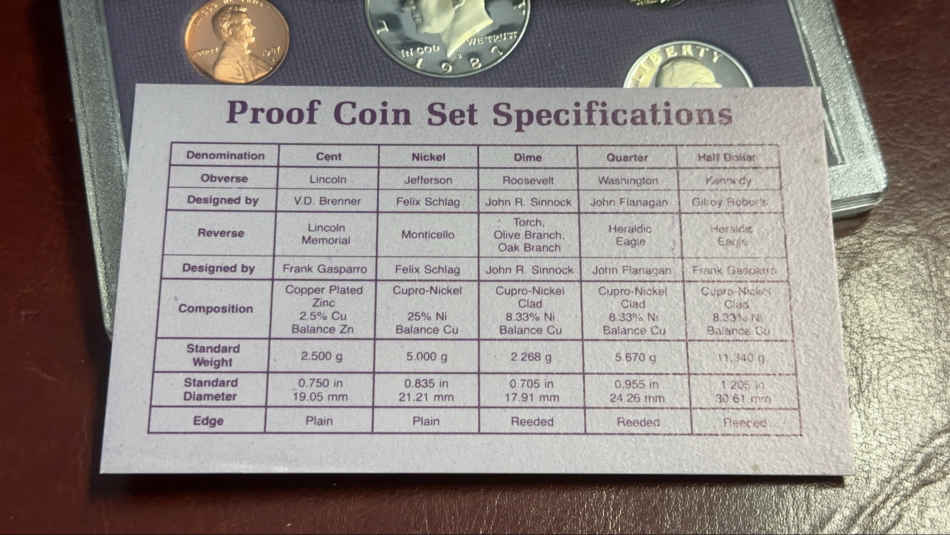 IN GOD WE TRUST
1987
LIBERTY
Proof Coin Set Specifications
Denomination Cent Nickel Dime Quarter Half Dollar
Obverse Lincoln Jefferson Roosevelt Washington Kennedy
Designed by V.D. Brenner Felix Schlag John R. Sinnock John Flanagan Gilroy Roberts
Reverse Lincoln Memorial Monticello Torch, Olive Branch, Oak Branch Heraldic Eagle Heraldic Eagle
Designed by Frank Gasparro Felix Schlag John R. Sinnock John Flanagan Frank Gasparro
Composition Copper Plated Zinc 2.5% Cu Balance Zn Cupro-Nickel 25% Ni Balance Cu Cupro-Nickel Clad 8.33% Ni Balance Cu Cupro-Nickel Clad 8.33% Ni Balance Cu Cupro-Nickel Clad 8.33% Ni Balance Cu
Standard Weight 2.500 g 5.000 g 2.268 g 5.670 g 11.340 g
Standard Diameter 0.750 in 19.05 mm 0.835 in 21.21 mm 0.705 in 17.91 mm 0.955 in 24.26 mm 1.205 in 30.61 mm
Edge Plain Plain Reeded Reeded Reeded